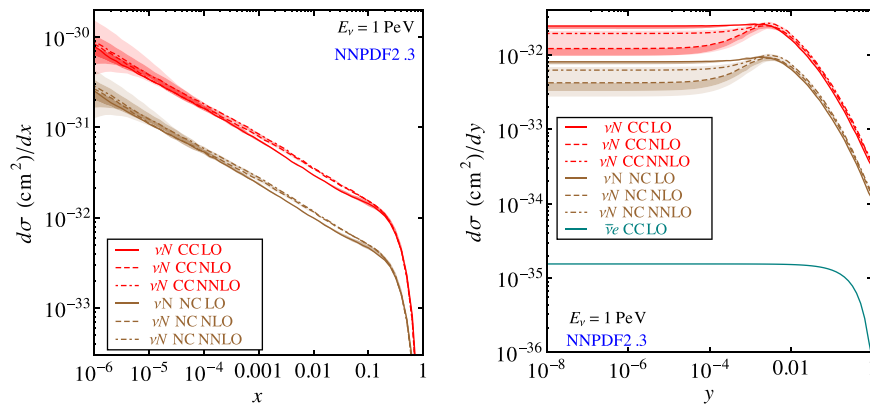 10⁻³⁰
10⁻³¹
10⁻³²
10⁻³³
dσ (cm²)/dx
E_ν = 1 PeV
NNPDF2 .3
νN CC LO
νN CC NLO
νN CC NNLO
νN NC LO
νN NC NLO
νN NC NNLO
10⁻⁶ 10⁻⁵ 10⁻⁴ 0.001 0.01 0.1 1
x
10⁻³²
10⁻³³
10⁻³⁴
10⁻³⁵
10⁻³⁶
dσ (cm²)/dy
νN CC LO
νN CC NLO
νN CC NNLO
νN NC LO
νN NC NLO
νN NC NNLO
ν̅e CC LO
E_ν = 1 PeV
NNPDF2 .3
10⁻⁸ 10⁻⁶ 10⁻⁴ 0.01
y